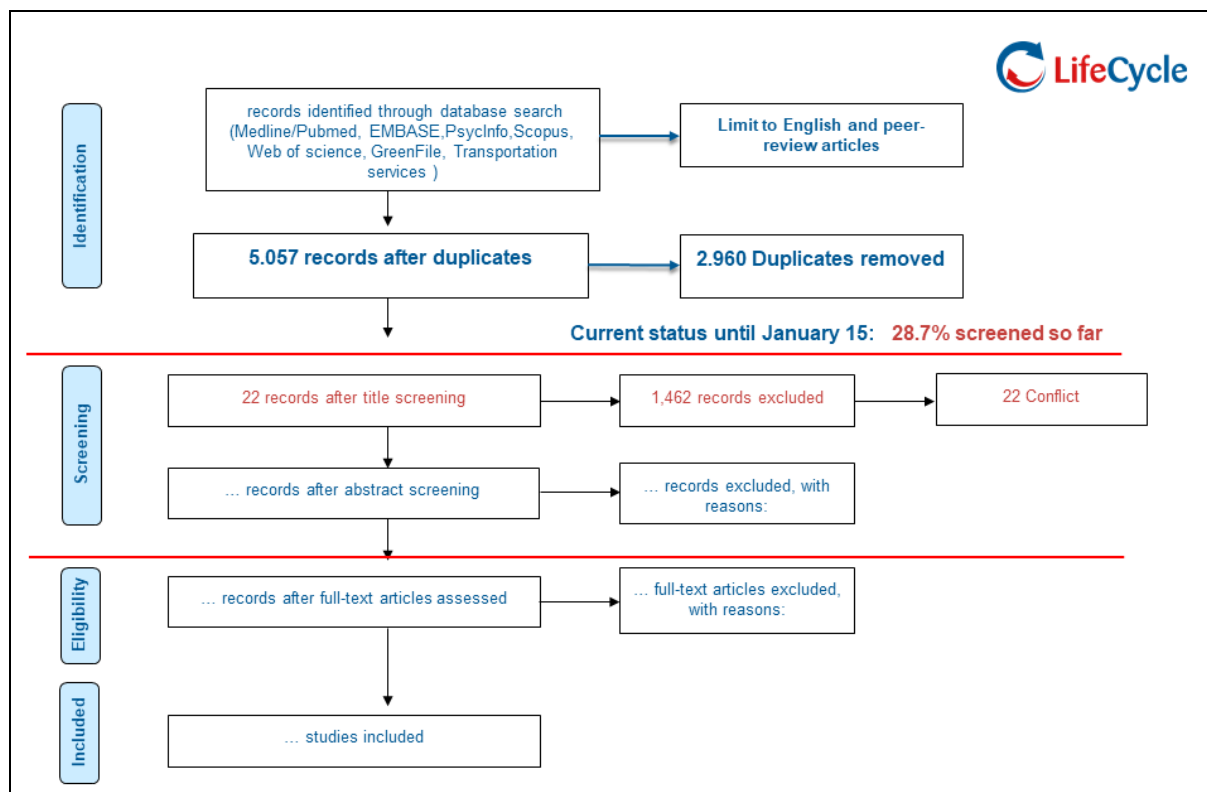 LifeCycle
Identification
records identified through database search
(Medline/Pubmed, EMBASE,PsycInfo,Scopus,
Web of science, GreenFile, Transportation
services )
Limit to English and peer-
review articles
5.057 records after duplicates
2.960 Duplicates removed
Current status until January 15: 28.7% screened so far
Screening
22 records after title screening
1,462 records excluded
22 Conflict
... records after abstract screening
... records excluded, with
reasons:
Eligibility
... records after full-text articles assessed
... full-text articles excluded,
with reasons:
Included
... studies included